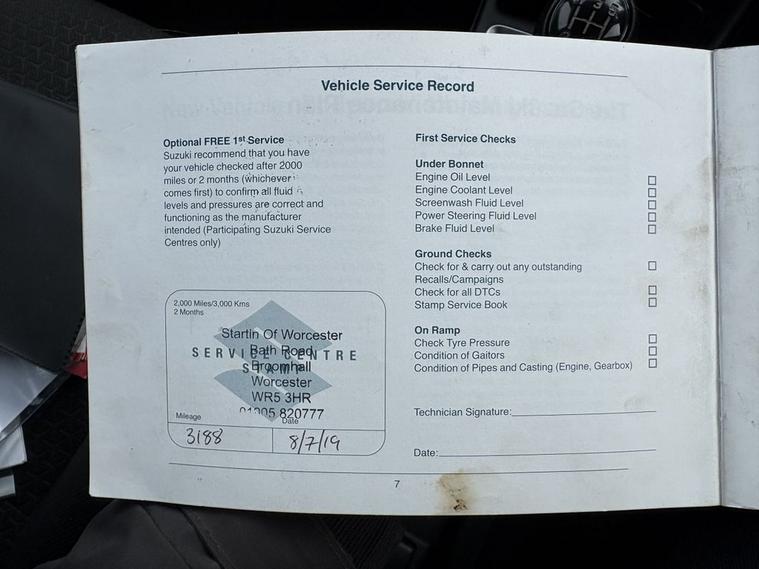 Vehicle Service Record
Optional FREE 1st Service
Suzuki recommend that you have
your vehicle checked after 2000
miles or 2 months (whichever
comes first) to confirm all fluid
levels and pressures are correct and
functioning as the manufacturer
intended (Participating Suzuki Service
Centres only)
2,000 Miles/3,000 Kms
2 Months
Startin Of Worcester
Bath Road
SERVICE CENTRE
STAMP
Broomhall
Worcester
WR5 3HR
01905 820777
Mileage
Date
3188
8/7/19
First Service Checks
Under Bonnet
Engine Oil Level
Engine Coolant Level
Screenwash Fluid Level
Power Steering Fluid Level
Brake Fluid Level
Ground Checks
Check for & carry out any outstanding
Recalls/Campaigns
Check for all DTCs
Stamp Service Book
On Ramp
Check Tyre Pressure
Condition of Gaitors
Condition of Pipes and Casting (Engine, Gearbox)
Technician Signature:
Date:
7